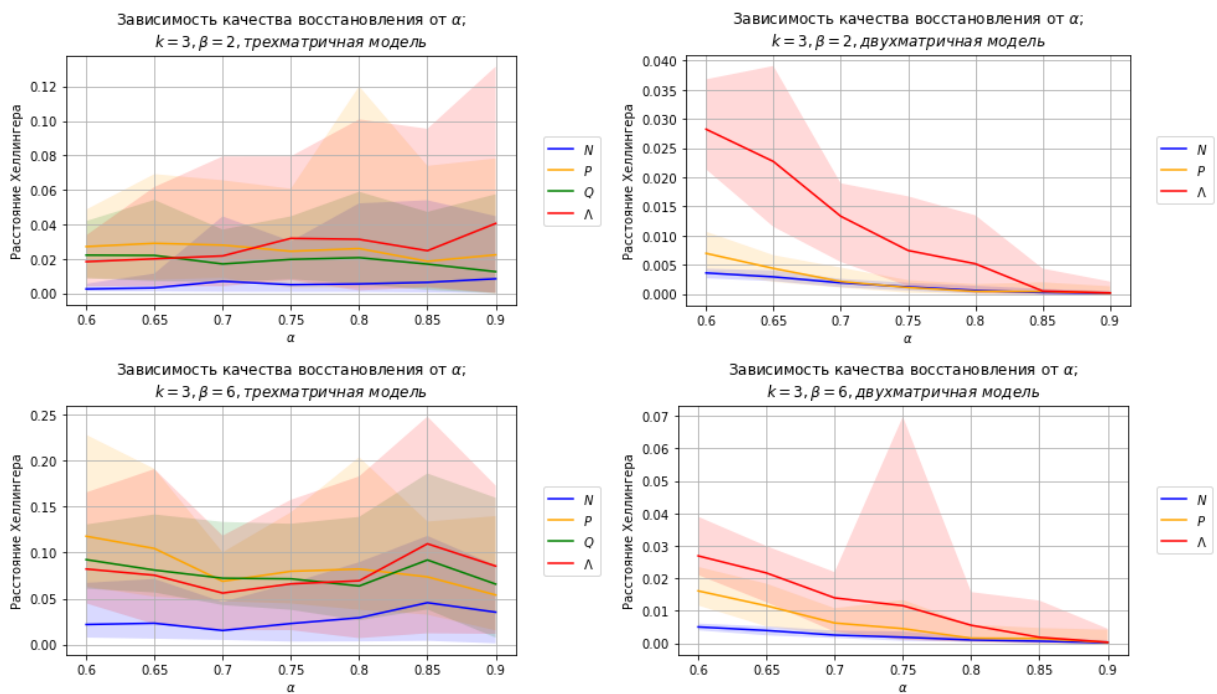 Зависимость качества восстановления от α;
k = 3, β = 2, трехматричная модель
Расстояние Хеллингера
0.12
0.10
0.08
0.06
0.04
0.02
0.00
0.6 0.65 0.7 0.75 0.8 0.85 0.9
α
N
P
Q
Λ
Зависимость качества восстановления от α;
k = 3, β = 2, двухматричная модель
Расстояние Хеллингера
0.040
0.035
0.030
0.025
0.020
0.015
0.010
0.005
0.000
0.6 0.65 0.7 0.75 0.8 0.85 0.9
α
N
P
Λ
Зависимость качества восстановления от α;
k = 3, β = 6, трехматричная модель
Расстояние Хеллингера
0.25
0.20
0.15
0.10
0.05
0.00
0.6 0.65 0.7 0.75 0.8 0.85 0.9
α
N
P
Q
Λ
Зависимость качества восстановления от α;
k = 3, β = 6, двухматричная модель
Расстояние Хеллингера
0.07
0.06
0.05
0.04
0.03
0.02
0.01
0.00
0.6 0.65 0.7 0.75 0.8 0.85 0.9
α
N
P
Λ